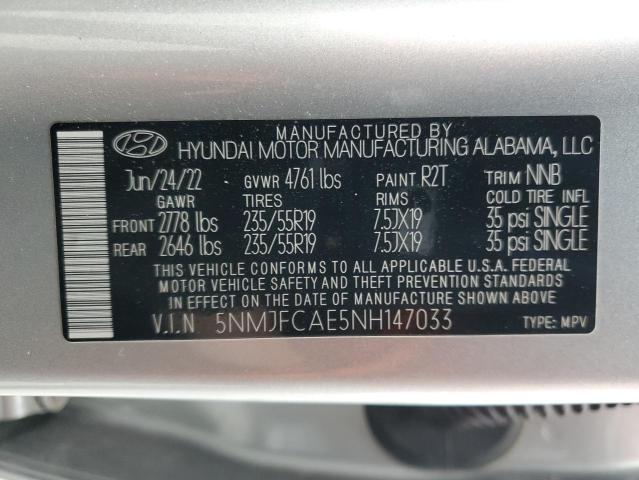 MANUFACTURED BY
HYUNDAI MOTOR MANUFACTURING ALABAMA, LLC
Jun/24/22 GVWR 4761 lbs PAINT R2T TRIM NNB
GAWR TIRES RIMS COLD TIRE INFL
FRONT 2778 lbs 235/55R19 7.5JX19 35 psi SINGLE
REAR 2646 lbs 235/55R19 7.5JX19 35 psi SINGLE
THIS VEHICLE CONFORMS TO ALL APPLICABLE U.S.A. FEDERAL
MOTOR VEHICLE SAFETY AND THEFT PREVENTION STANDARDS
IN EFFECT ON THE DATE OF MANUFACTURE SHOWN ABOVE
V.I.N 5NMJFCAE5NH147033 TYPE: MPV